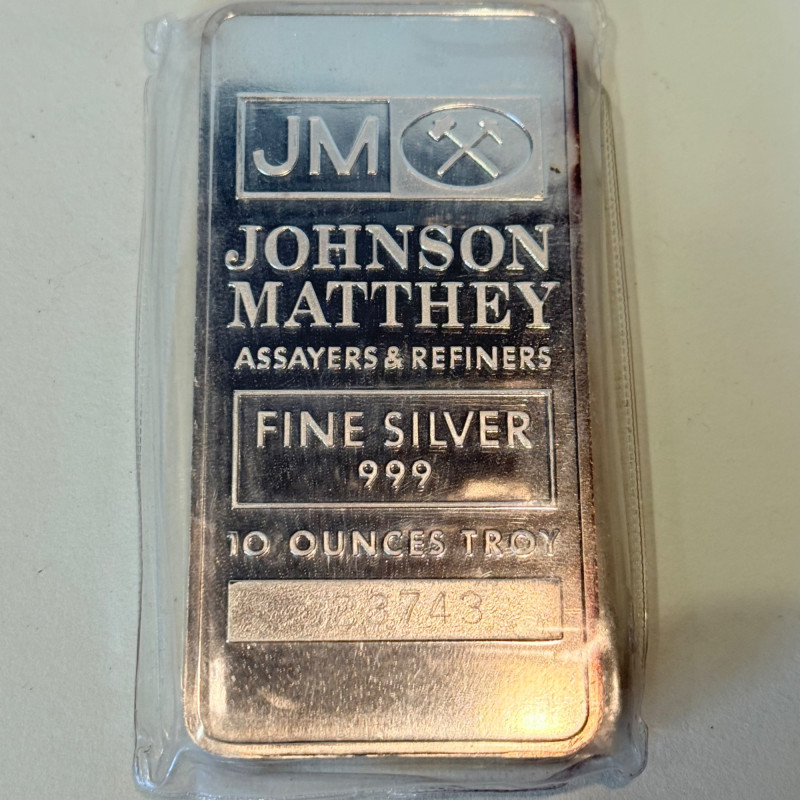 JM
JOHNSON
MATTHEY
ASSAYERS & REFINERS
FINE SILVER
999
10 OUNCES TROY